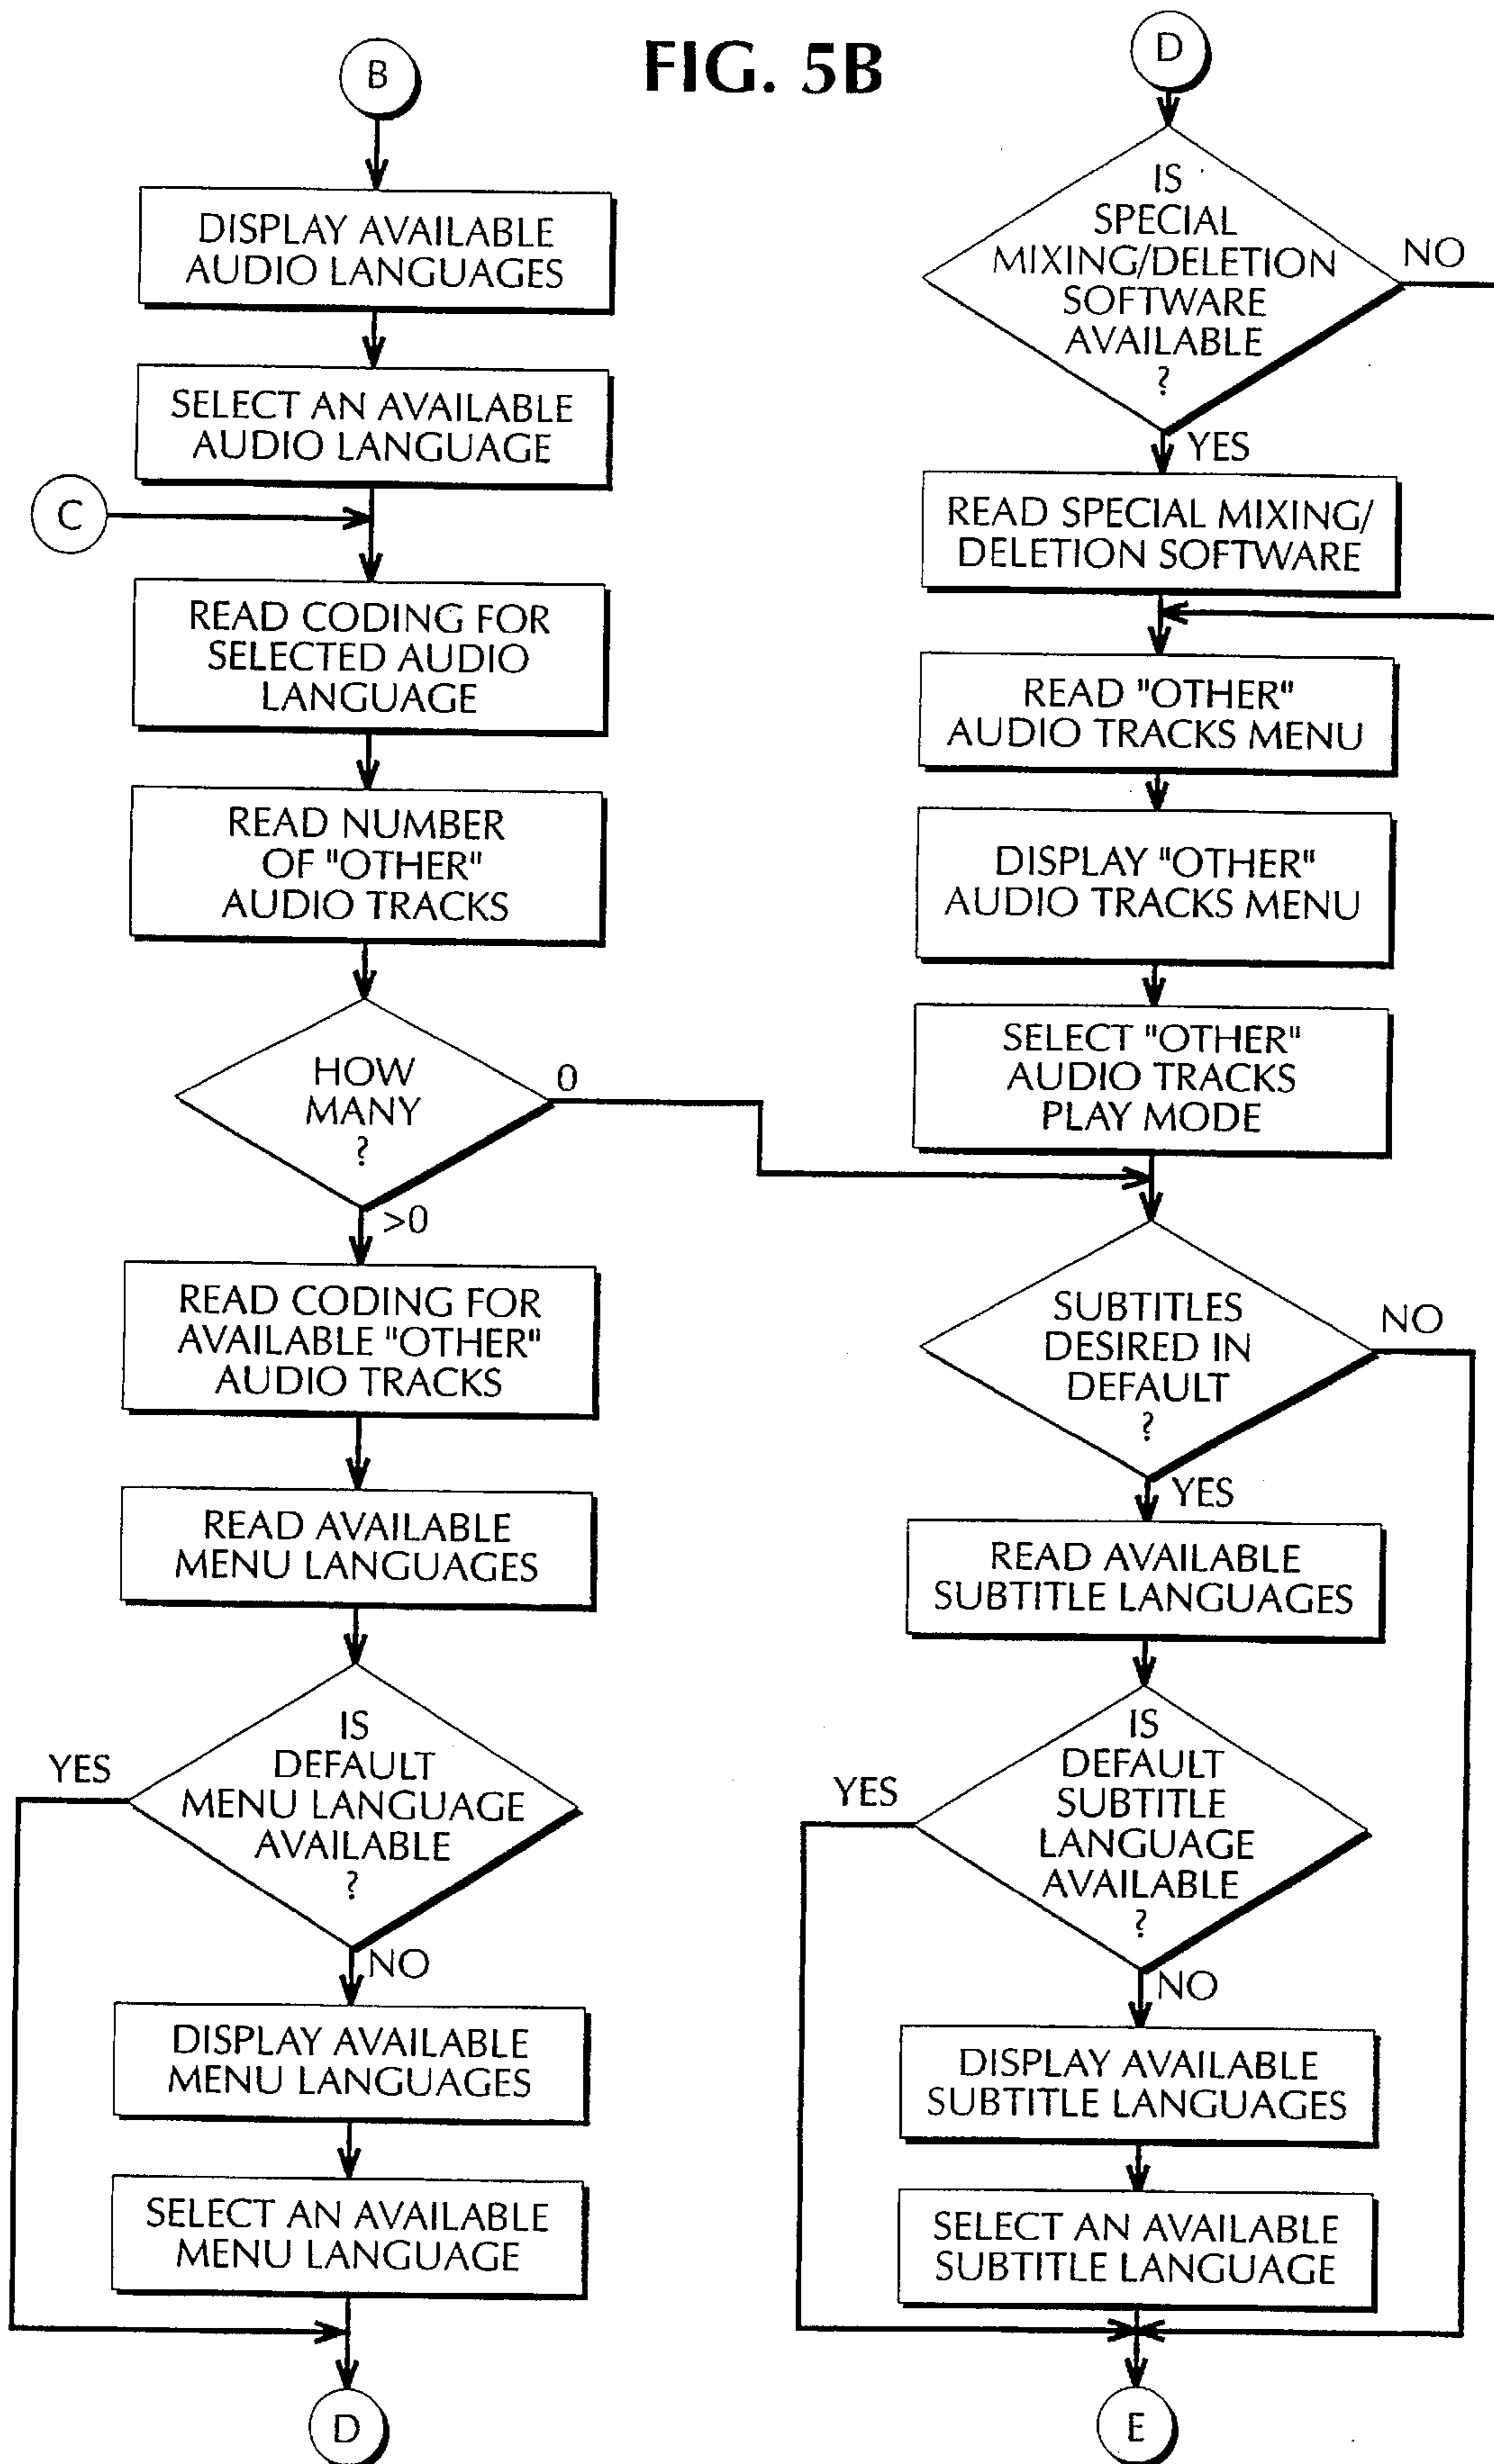 FIG. 5B
B
DISPLAY AVAILABLE
AUDIO LANGUAGES
SELECT AN AVAILABLE
AUDIO LANGUAGE
C
READ CODING FOR
SELECTED AUDIO
LANGUAGE
READ NUMBER
OF "OTHER"
AUDIO TRACKS
HOW
MANY
?
0
>0
READ CODING FOR
AVAILABLE "OTHER"
AUDIO TRACKS
READ AVAILABLE
MENU LANGUAGES
IS
DEFAULT
MENU LANGUAGE
AVAILABLE
?
YES
NO
DISPLAY AVAILABLE
MENU LANGUAGES
SELECT AN AVAILABLE
MENU LANGUAGE
D
D
IS
SPECIAL
MIXING/DELETION
SOFTWARE
AVAILABLE
?
NO
YES
READ SPECIAL MIXING/
DELETION SOFTWARE
READ "OTHER"
AUDIO TRACKS MENU
DISPLAY "OTHER"
AUDIO TRACKS MENU
SELECT "OTHER"
AUDIO TRACKS
PLAY MODE
SUBTITLES
DESIRED IN
DEFAULT
?
NO
YES
READ AVAILABLE
SUBTITLE LANGUAGES
IS
DEFAULT
SUBTITLE
LANGUAGE
AVAILABLE
?
YES
NO
DISPLAY AVAILABLE
SUBTITLE LANGUAGES
SELECT AN AVAILABLE
SUBTITLE LANGUAGE
E